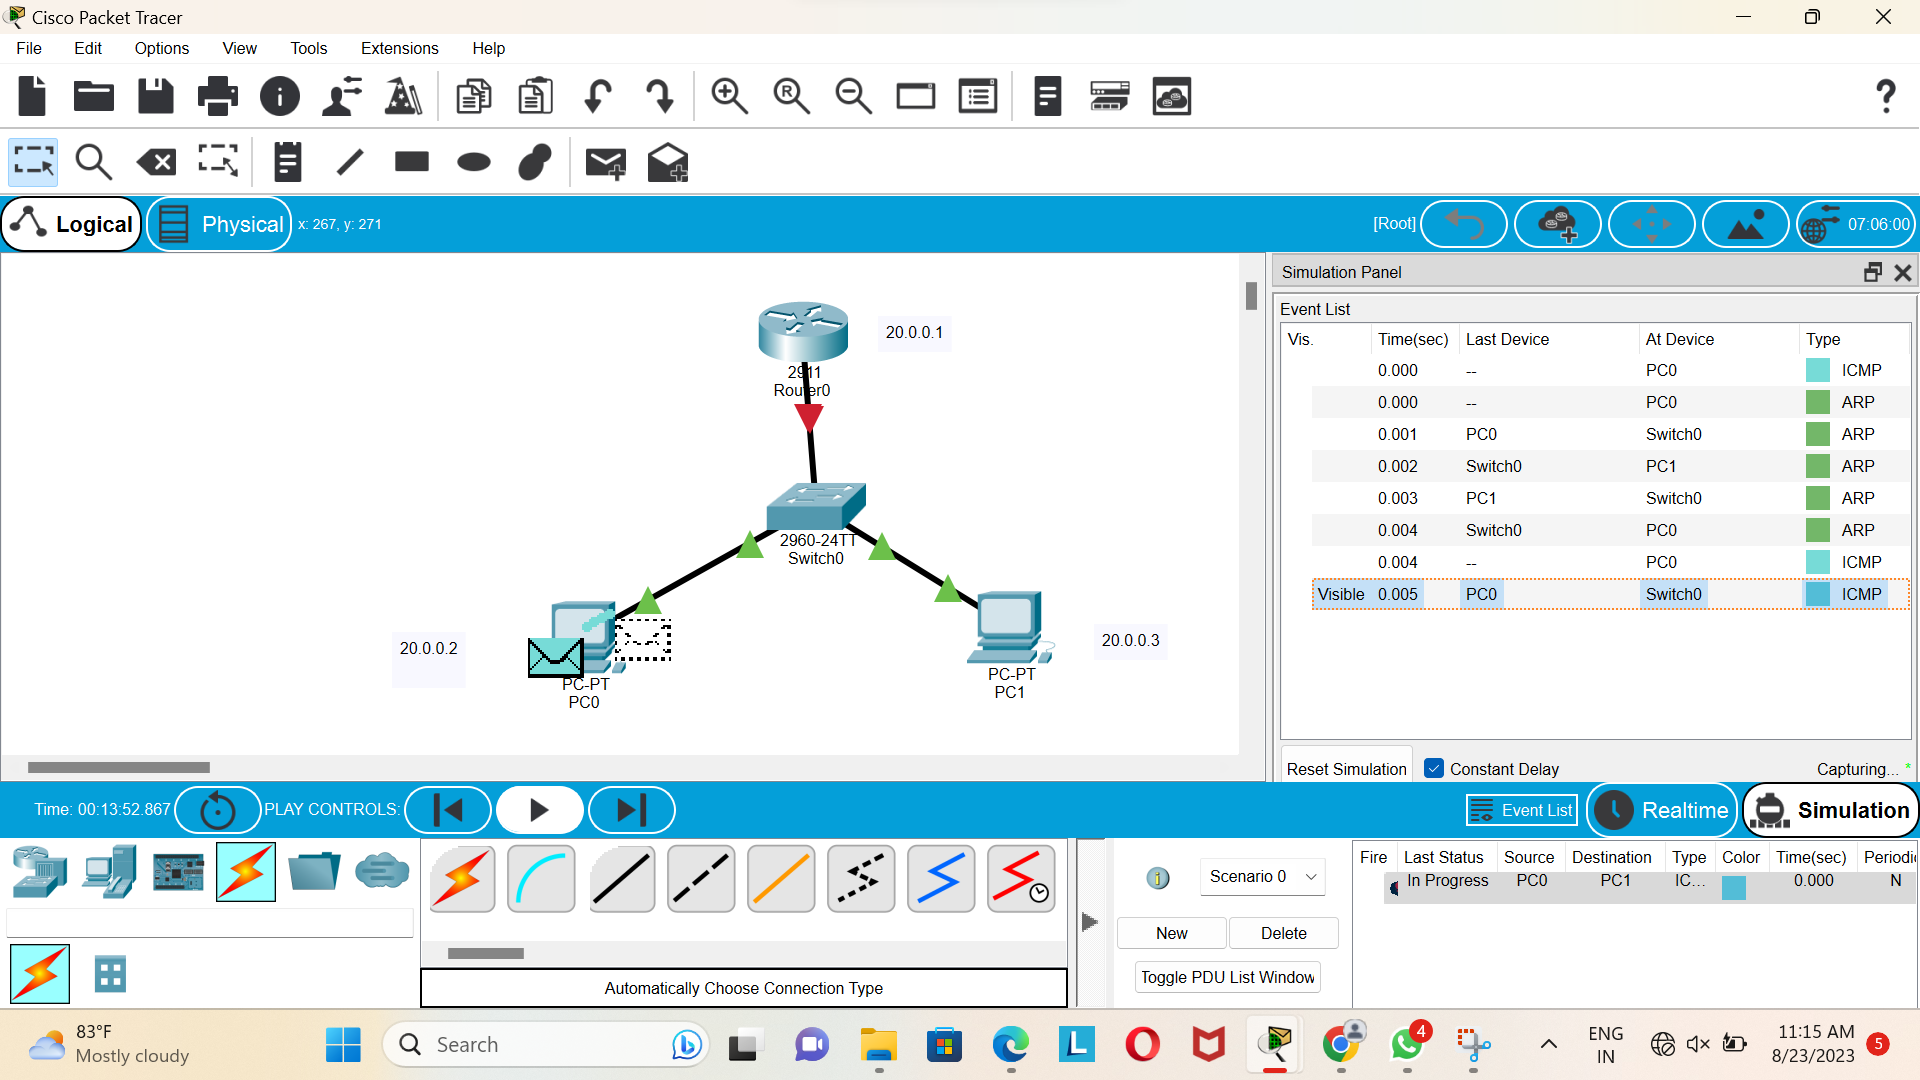 Cisco Packet Tracer
File Edit Options View Tools Extensions Help
Logical Physical x: 267, y: 271 [Root] 07:06:00
Simulation Panel
Event List
Vis. Time(sec) Last Device At Device Type
0.000 -- PC0 ICMP
0.000 -- PC0 ARP
0.001 PC0 Switch0 ARP
0.002 Switch0 PC1 ARP
0.003 PC1 Switch0 ARP
0.004 Switch0 PC0 ARP
0.004 -- PC0 ICMP
Visible 0.005 PC0 Switch0 ICMP
Reset Simulation Constant Delay Capturing... *
20.0.0.1
2911
Router0
2960-24TT
Switch0
20.0.0.2
PC-PT
PC0
20.0.0.3
PC-PT
PC1
Time: 00:13:52.867 PLAY CONTROLS: Event List Realtime Simulation
Automatically Choose Connection Type
Scenario 0
New Delete
Toggle PDU List Window
Fire Last Status Source Destination Type Color Time(sec) Periodic
In Progress PC0 PC1 IC... 0.000 N
83°F
Mostly cloudy
Search
4
ENG
IN
11:15 AM
8/23/2023
5